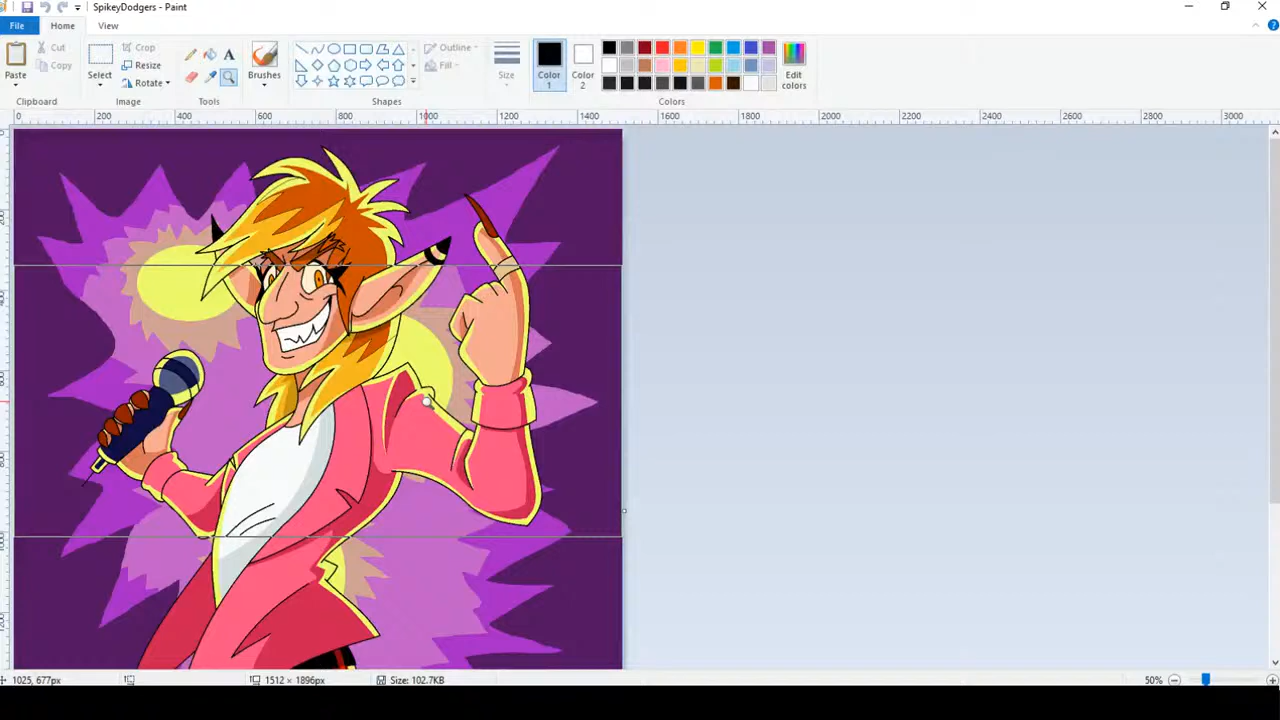 SpikeyDodgers - Paint
File Home View
Paste
Cut
Copy
Clipboard
Select
Crop
Resize
Rotate
Image
A
Tools
Brushes
Outline
Fill
Shapes
Size
Color 1
Color 2
Edit colors
Colors
0 200 400 600 800 1000 1200 1400 1600 1800 2000 2200 2400 2600 2800 3000
1025, 677px 1512 × 1896px Size: 102.7KB 50%